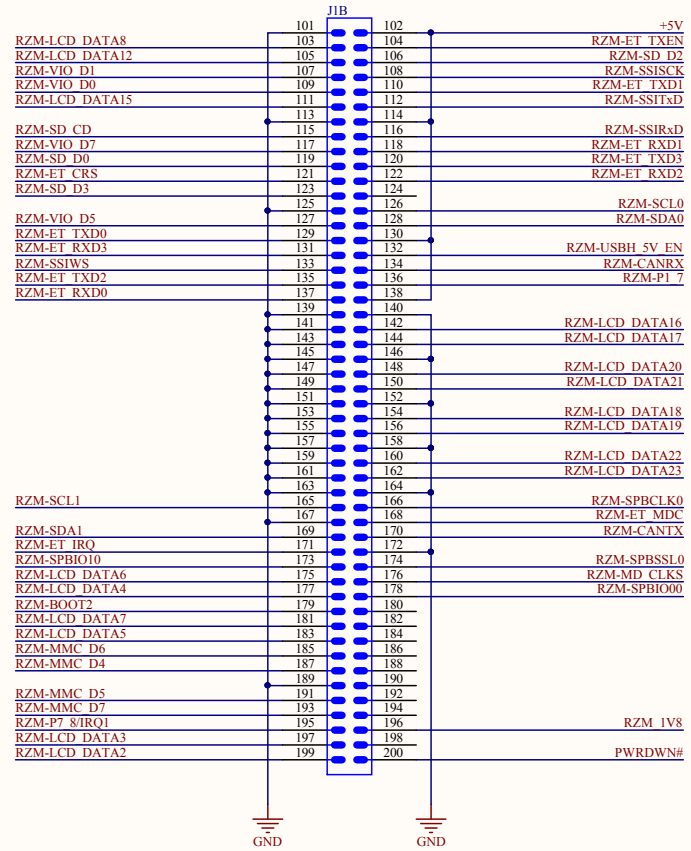 J1B
101 102 +5V
RZM-LCD_DATA8 103 104 RZM-ET_TXEN
RZM-LCD_DATA12 105 106 RZM-SD_D2
RZM-VIO_D1 107 108 RZM-SSISCK
RZM-VIO_D0 109 110 RZM-ET_TXD1
RZM-LCD_DATA15 111 112 RZM-SSITxD
113 114
RZM-SD_CD 115 116 RZM-SSIRxD
RZM-VIO_D7 117 118 RZM-ET_RXD1
RZM-SD_D0 119 120 RZM-ET_TXD3
RZM-ET_CRS 121 122 RZM-ET_RXD2
RZM-SD_D3 123 124
125 126 RZM-SCL0
RZM-VIO_D5 127 128 RZM-SDA0
RZM-ET_TXD0 129 130
RZM-ET_RXD3 131 132 RZM-USBH_5V_EN
RZM-SSIWS 133 134 RZM-CANRX
RZM-ET_TXD2 135 136 RZM-P1_7
RZM-ET_RXD0 137 138
139 140
141 142 RZM-LCD_DATA16
143 144 RZM-LCD_DATA17
145 146
147 148 RZM-LCD_DATA20
149 150 RZM-LCD_DATA21
151 152
153 154 RZM-LCD_DATA18
155 156 RZM-LCD_DATA19
157 158
159 160 RZM-LCD_DATA22
161 162 RZM-LCD_DATA23
163 164
RZM-SCL1 165 166 RZM-SPBCLK0
167 168 RZM-ET_MDC
RZM-SDA1 169 170 RZM-CANTX
RZM-ET_IRQ 171 172
RZM-SPBIO10 173 174 RZM-SPBSSL0
RZM-LCD_DATA6 175 176 RZM-MD_CLKS
RZM-LCD_DATA4 177 178 RZM-SPBIO00
RZM-BOOT2 179 180
RZM-LCD_DATA7 181 182
RZM-LCD_DATA5 183 184
RZM-MMC_D6 185 186
RZM-MMC_D4 187 188
189 190
RZM-MMC_D5 191 192
RZM-MMC_D7 193 194
RZM-P7_8/IRQ1 195 196 RZM_1V8
RZM-LCD_DATA3 197 198
RZM-LCD_DATA2 199 200 PWRDWN#
GND GND